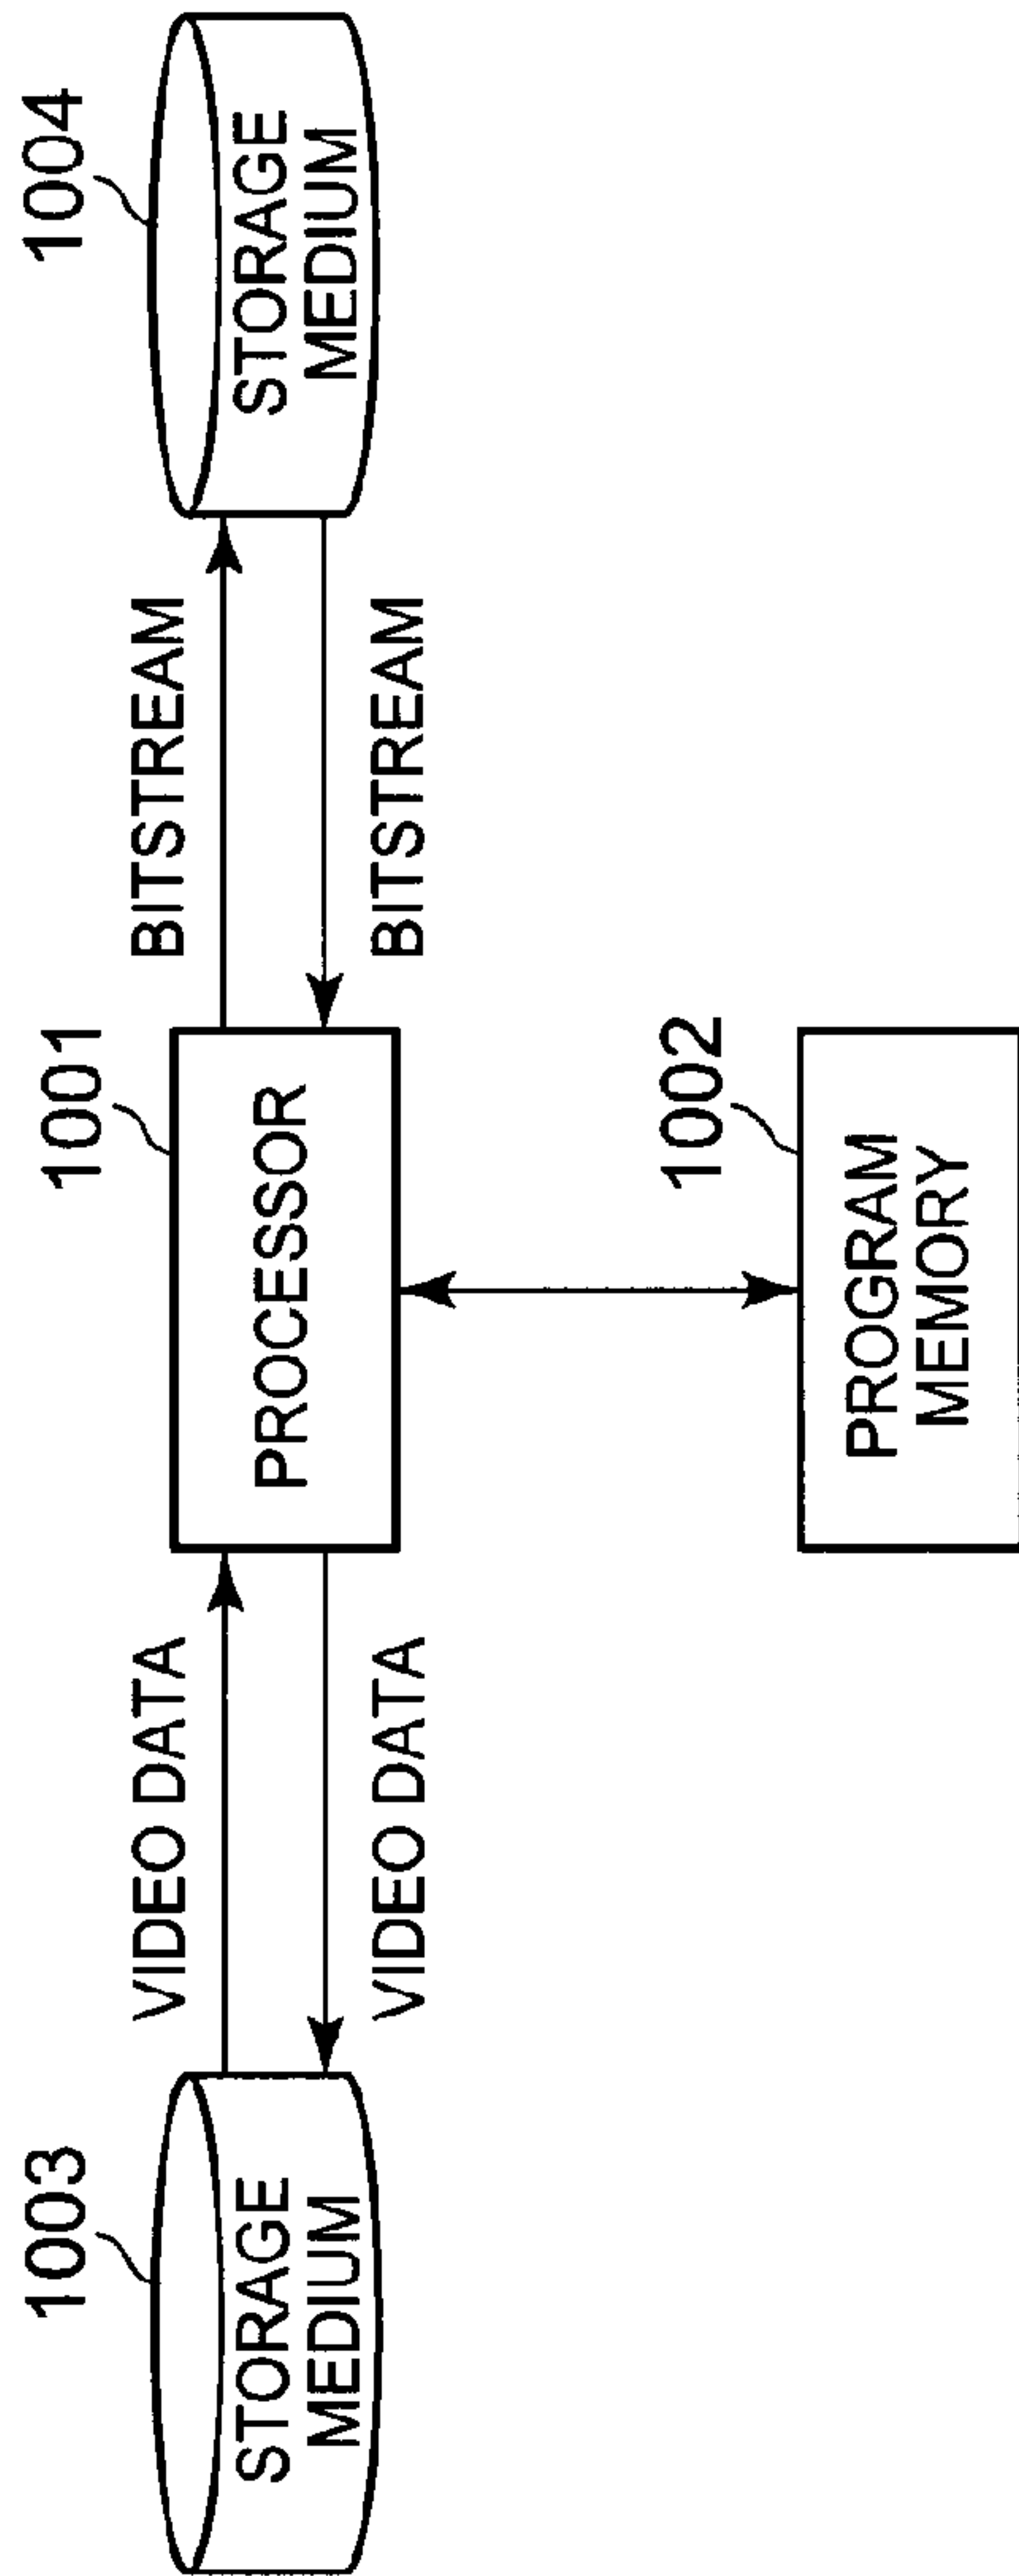 1003
STORAGE
MEDIUM
VIDEO DATA
VIDEO DATA
1001
PROCESSOR
BITSTREAM
BITSTREAM
1004
STORAGE
MEDIUM
1002
PROGRAM
MEMORY